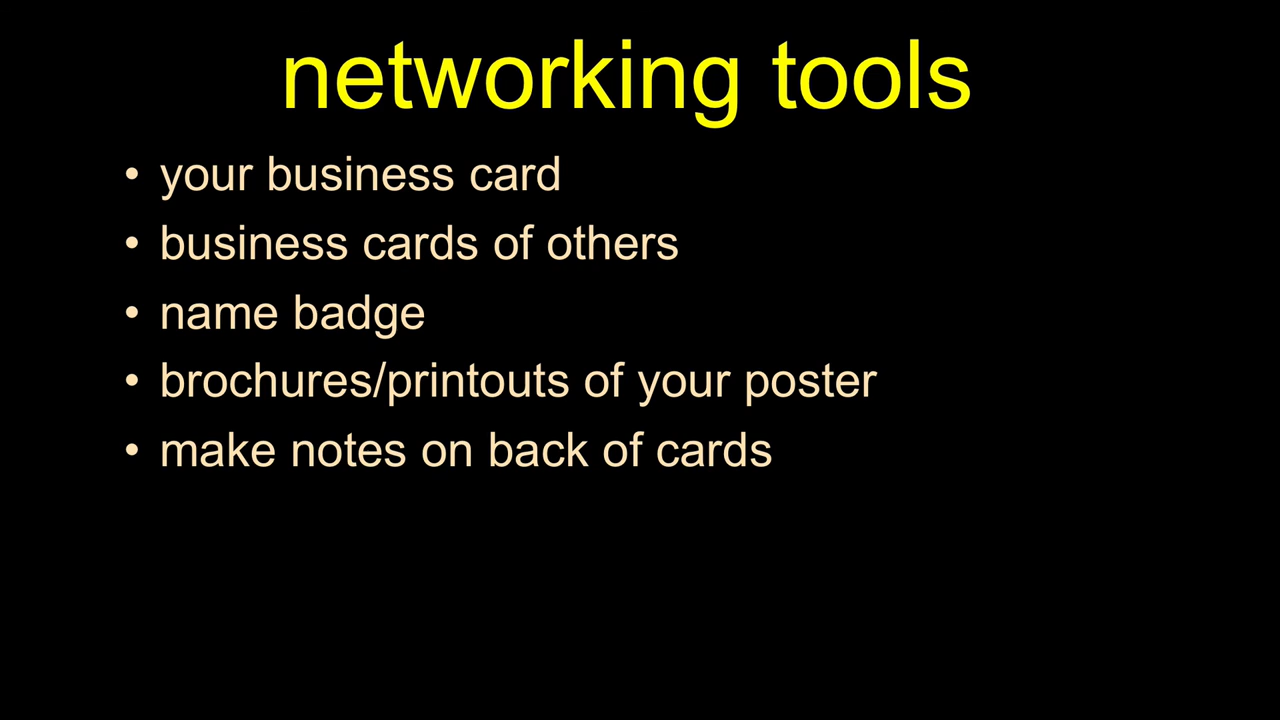 networking tools
• your business card
• business cards of others
• name badge
• brochures/printouts of your poster
• make notes on back of cards